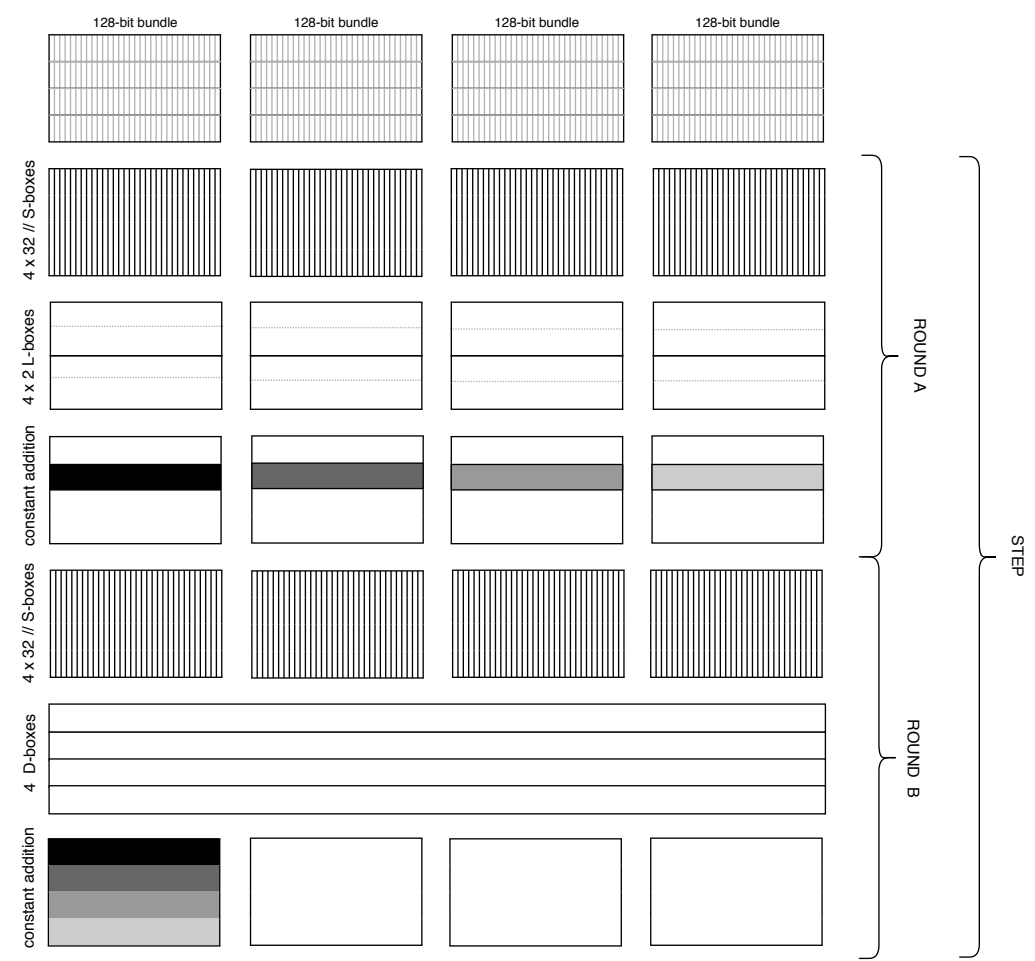 128-bit bundle
128-bit bundle
128-bit bundle
128-bit bundle
4 x 32 // S-boxes
4 x 2 L-boxes
constant addition
ROUND A
4 x 32 // S-boxes
4 D-boxes
constant addition
ROUND B
STEP